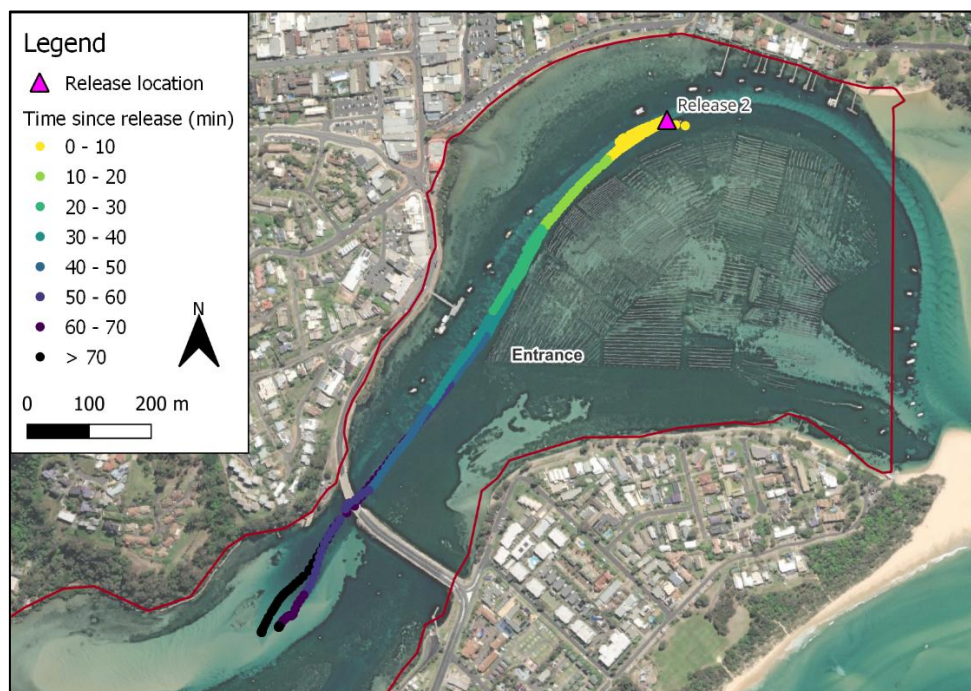 Legend
Release location
Time since release (min)
0 - 10
10 - 20
20 - 30
30 - 40
40 - 50
50 - 60
60 - 70
> 70
N
0 100 200 m
Release 2
Entrance